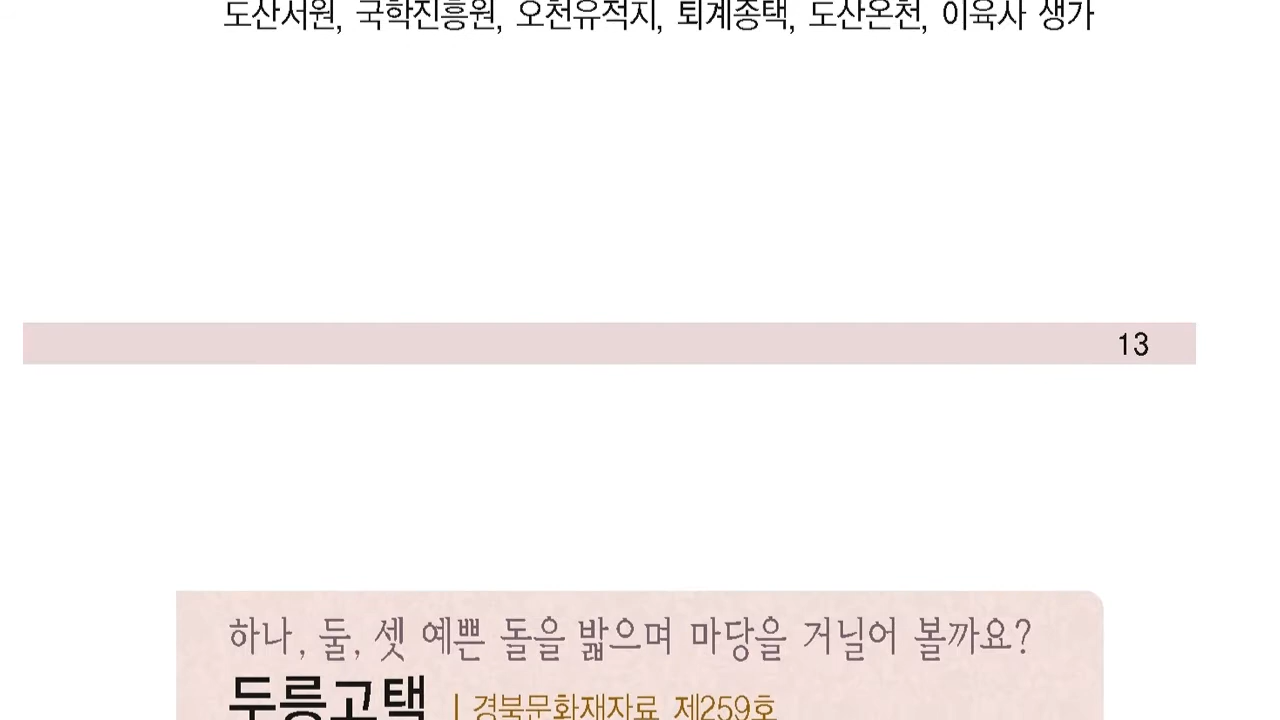 도산서원, 국학진흥원, 오천유적지, 퇴계종택, 도산온천, 이육사 생가
13
하나, 둘, 셋 예쁜 돌을 밟으며 마당을 거닐어 볼까요?
두릉고택 | 경북문화재자료 제259호